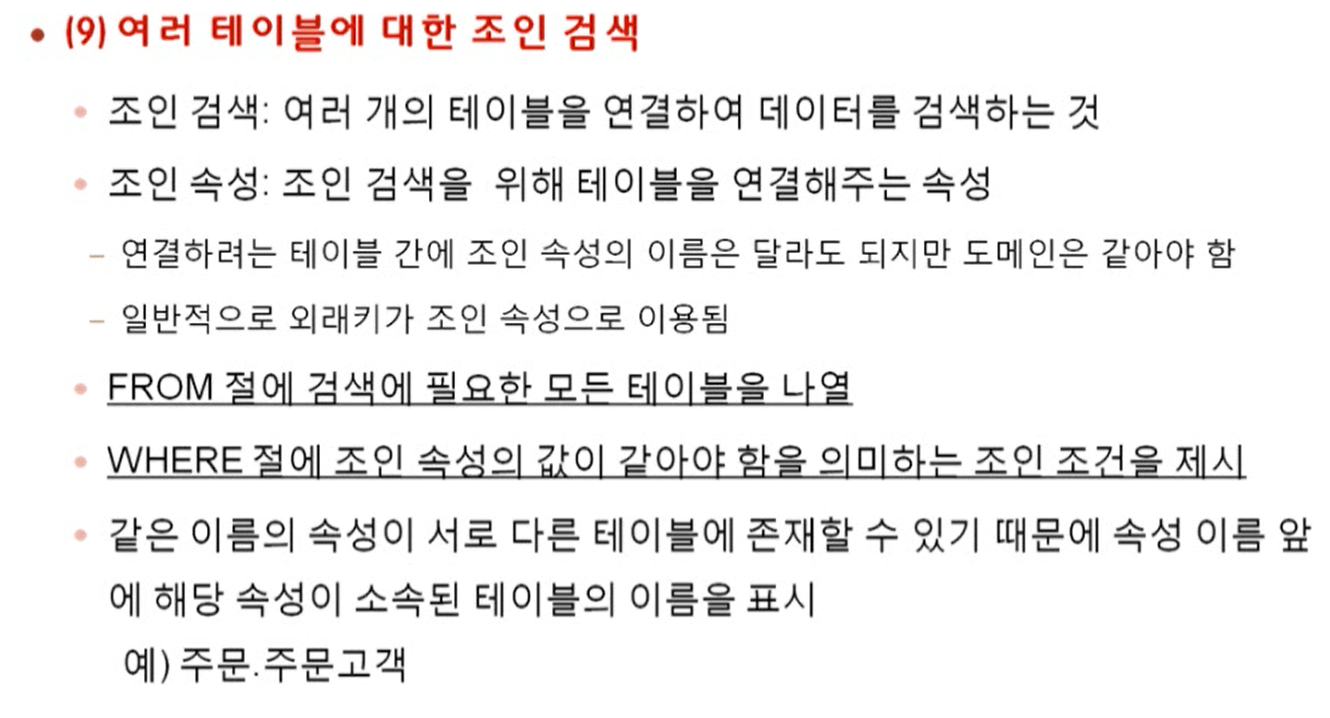 • (9) 여러 테이블에 대한 조인 검색
• 조인 검색: 여러 개의 테이블을 연결하여 데이터를 검색하는 것
• 조인 속성: 조인 검색을 위해 테이블을 연결해주는 속성
– 연결하려는 테이블 간에 조인 속성의 이름은 달라도 되지만 도메인은 같아야 함
– 일반적으로 외래키가 조인 속성으로 이용됨
• FROM 절에 검색에 필요한 모든 테이블을 나열
• WHERE 절에 조인 속성의 값이 같아야 함을 의미하는 조인 조건을 제시
• 같은 이름의 속성이 서로 다른 테이블에 존재할 수 있기 때문에 속성 이름 앞
에 해당 속성이 소속된 테이블의 이름을 표시
예) 주문.주문고객